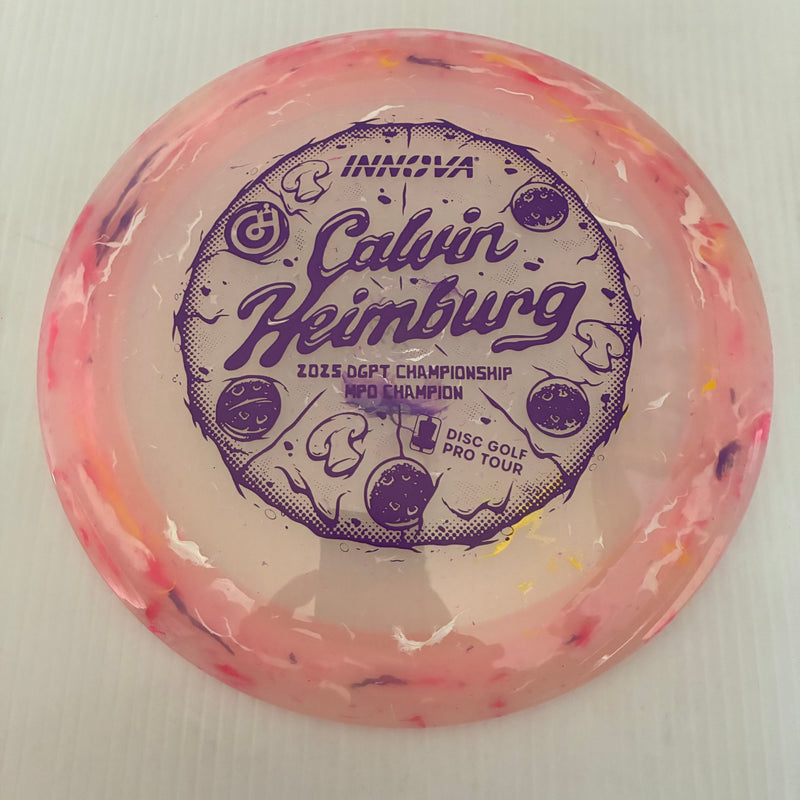 INNOVA®
Calvin
Heimburg
2025 DGPT CHAMPIONSHIP
MPO CHAMPION
DISC GOLF
PRO TOUR